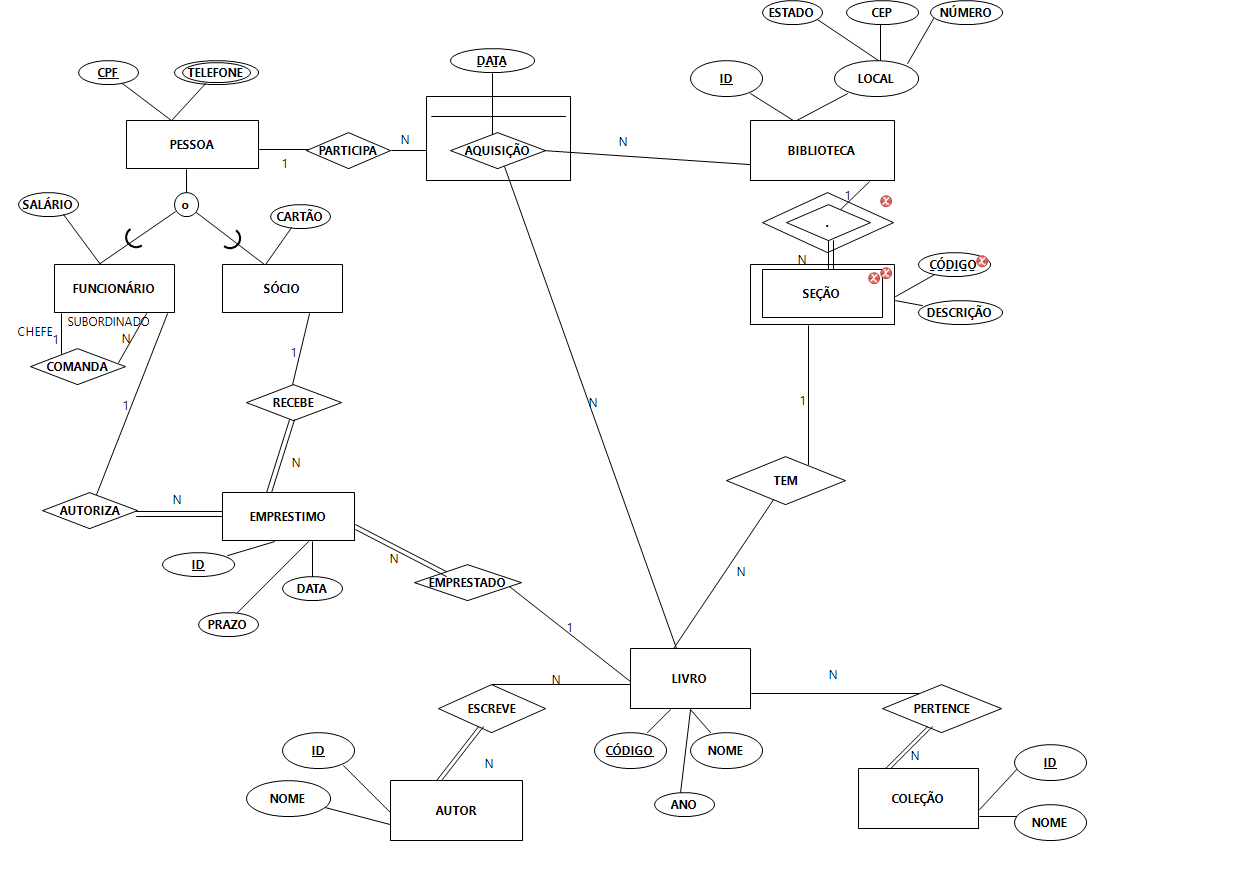 ESTADO
CEP
NÚMERO
DATA
CPF
TELEFONE
ID
LOCAL
PESSOA
1
PARTICIPA
N
AQUISIÇÃO
N
BIBLIOTECA
SALÁRIO
o
CARTÃO
1
.
N
CÓDIGO
FUNCIONÁRIO
SÓCIO
SEÇÃO
DESCRIÇÃO
CHEFE
1
SUBORDINADO
N
COMANDA
1
1
RECEBE
N
1
N
TEM
AUTORIZA
N
EMPRESTIMO
ID
DATA
PRAZO
N
EMPRESTADO
1
N
LIVRO
N
ESCREVE
N
N
PERTENCE
N
CÓDIGO
NOME
ANO
ID
NOME
AUTOR
COLEÇÃO
ID
NOME